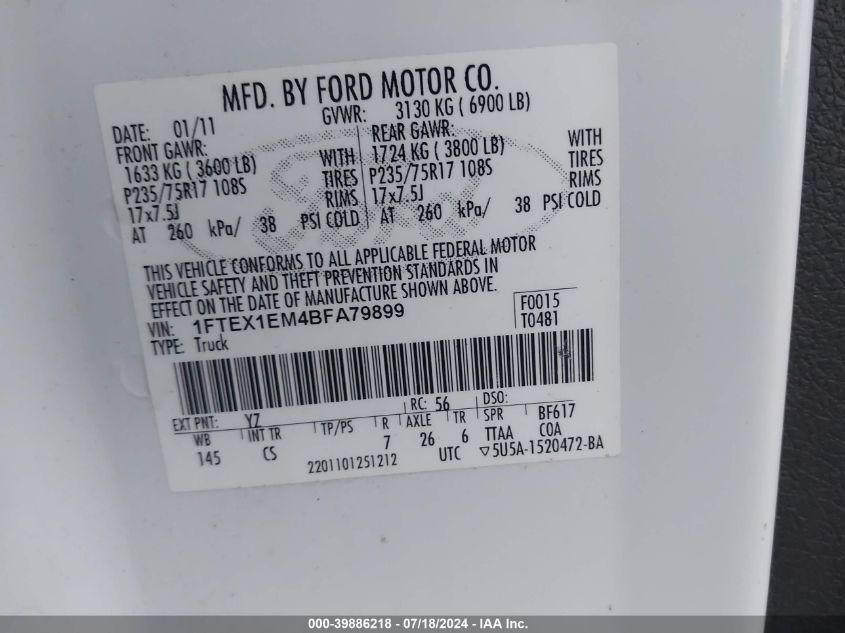 MFD. BY FORD MOTOR CO.
DATE: 01/11 GVWR: 3130 KG ( 6900 LB)
FRONT GAWR: REAR GAWR:
1633 KG ( 3600 LB) WITH 1724 KG ( 3800 LB) WITH
P235/75R17 108S TIRES P235/75R17 108S TIRES
17x7.5J RIMS 17x7.5J RIMS
AT 260 kPa/ 38 PSI COLD AT 260 kPa/ 38 PSI COLD
Ford
THIS VEHICLE CONFORMS TO ALL APPLICABLE FEDERAL MOTOR
VEHICLE SAFETY AND THEFT PREVENTION STANDARDS IN
EFFECT ON THE DATE OF MANUFACTURE SHOWN ABOVE.
VIN: 1FTEX1EM4BFA79899 F0015
TYPE: Truck T0481
EXT PNT: YZ RC: 56 DSO:
WB INT TR TP/PS R AXLE TR SPR BF617
145 CS 7 26 6 TTAA COA
2201101251212 UTC ▽5U5A-1520472-BA
000-39886218 - 07/18/2024 - IAA Inc.